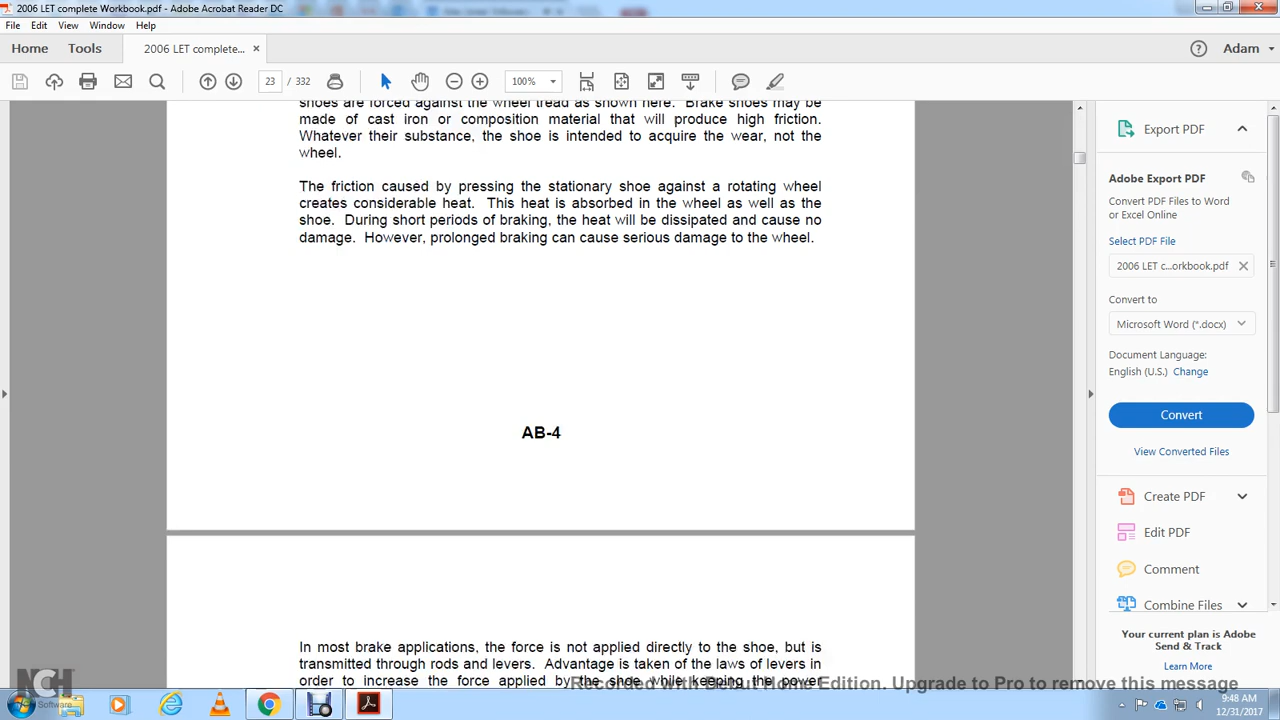 2006 LET complete Workbook.pdf - Adobe Acrobat Reader DC
File Edit View Window Help
Home Tools 2006 LET complete... × Adam
23 / 332 100%
shoes are forced against the wheel tread as shown here. Brake shoes may be
made of cast iron or composition material that will produce high friction.
Whatever their substance, the shoe is intended to acquire the wear, not the
wheel.
The friction caused by pressing the stationary shoe against a rotating wheel
creates considerable heat. This heat is absorbed in the wheel as well as the
shoe. During short periods of braking, the heat will be dissipated and cause no
damage. However, prolonged braking can cause serious damage to the wheel.
AB-4
In most brake applications, the force is not applied directly to the shoe, but is
transmitted through rods and levers. Advantage is taken of the laws of levers in
order to increase the force applied by the shoe while keeping the power
Export PDF
Adobe Export PDF
Convert PDF Files to Word
or Excel Online
Select PDF File
2006 LET c...orkbook.pdf
Convert to
Microsoft Word (*.docx)
Document Language:
English (U.S.) Change
Convert
View Converted Files
Create PDF
Edit PDF
Comment
Combine Files
Your current plan is Adobe
Send & Track
Learn More
NCH
Software
Recorded with Home Edition. Upgrade to Pro to remove this message
9:48 AM
12/31/2017